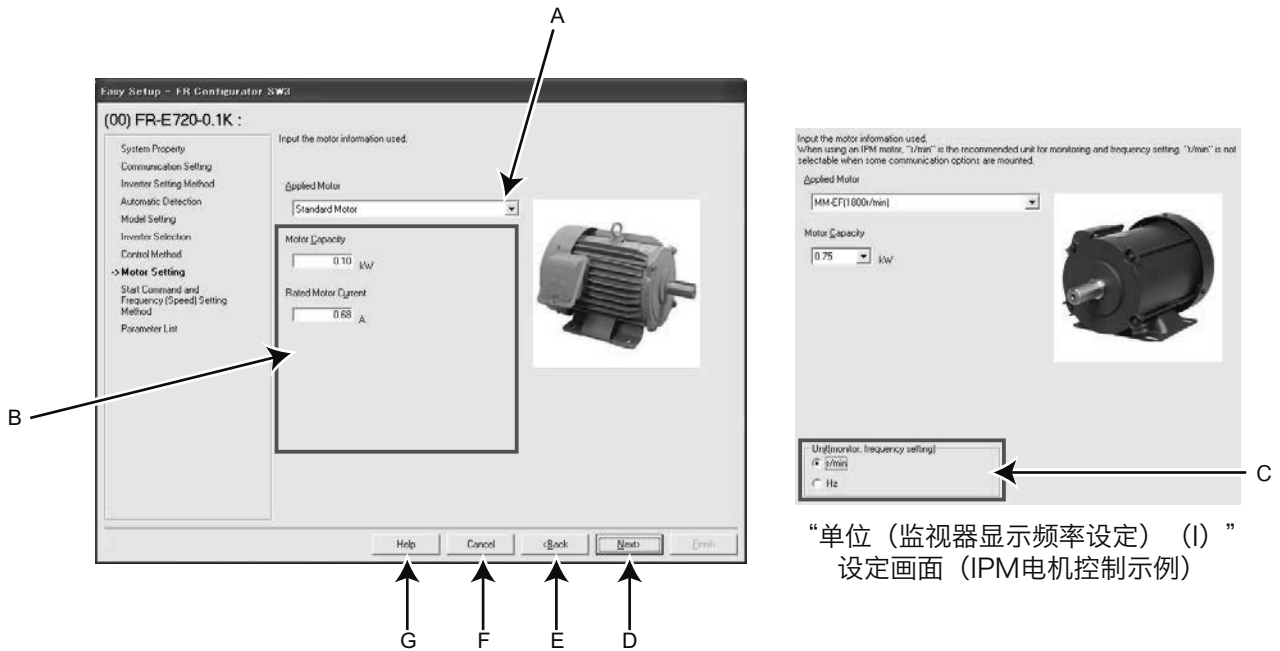 A
Easy Setup - FR Configurator SW3
(00) FR-E720-0.1K :
System Property
Communication Setting
Inverter Setting Method
Automatic Detection
Model Setting
Inverter Selection
Control Method
->Motor Setting
Start Command and
Frequency (Speed) Setting
Method
Parameter List
Input the motor information used.
Applied Motor
Standard Motor
Motor Capacity
0.10 kW
Rated Motor Current
0.68 A
B
Help
Cancel
<Back
Next>
Finish
G
F
E
D
Input the motor information used.
When using an IPM motor, "r/min" is the recommended unit for monitoring and frequency setting. "r/min" is not
selectable when some communication options are mounted.
Applied Motor
MM-EF(1800r/min)
Motor Capacity
0.75 kW
Unit(monitor, frequency setting)
r/min
Hz
C
“单位（监视器显示频率设定）（I）”
设定画面（IPM电机控制示例）